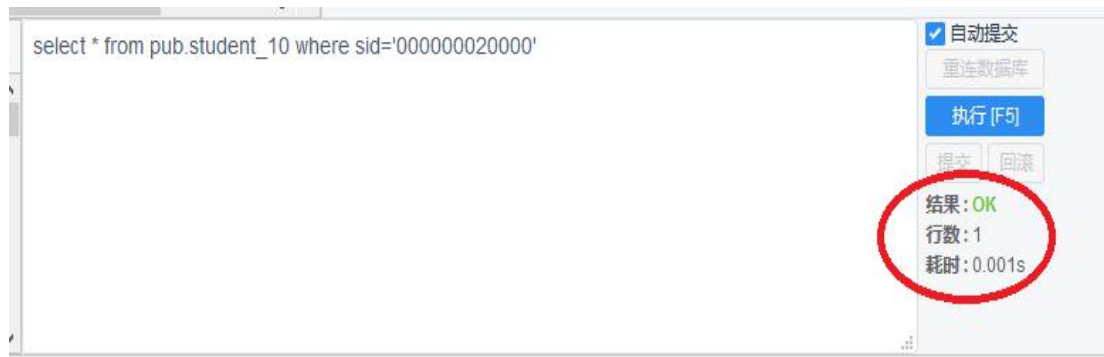 select * from pub.student_10 where sid='000000020000'
自动提交
重连数据库
执行 [F5]
提交 回滚
结果: OK
行数: 1
耗时: 0.001s